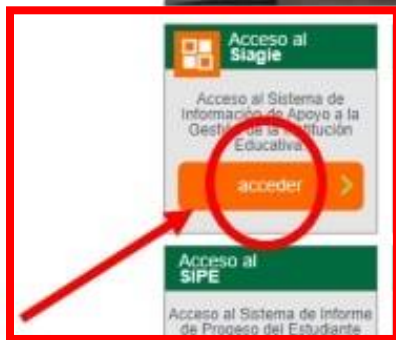 Acceso al
Siagie
Acceso al Sistema de
Información de Apoyo a la
Gestión de la Institución
Educativa
acceder
Acceso al
SIPE
Acceso al Sistema de Informe
de Progeso del Estudiante